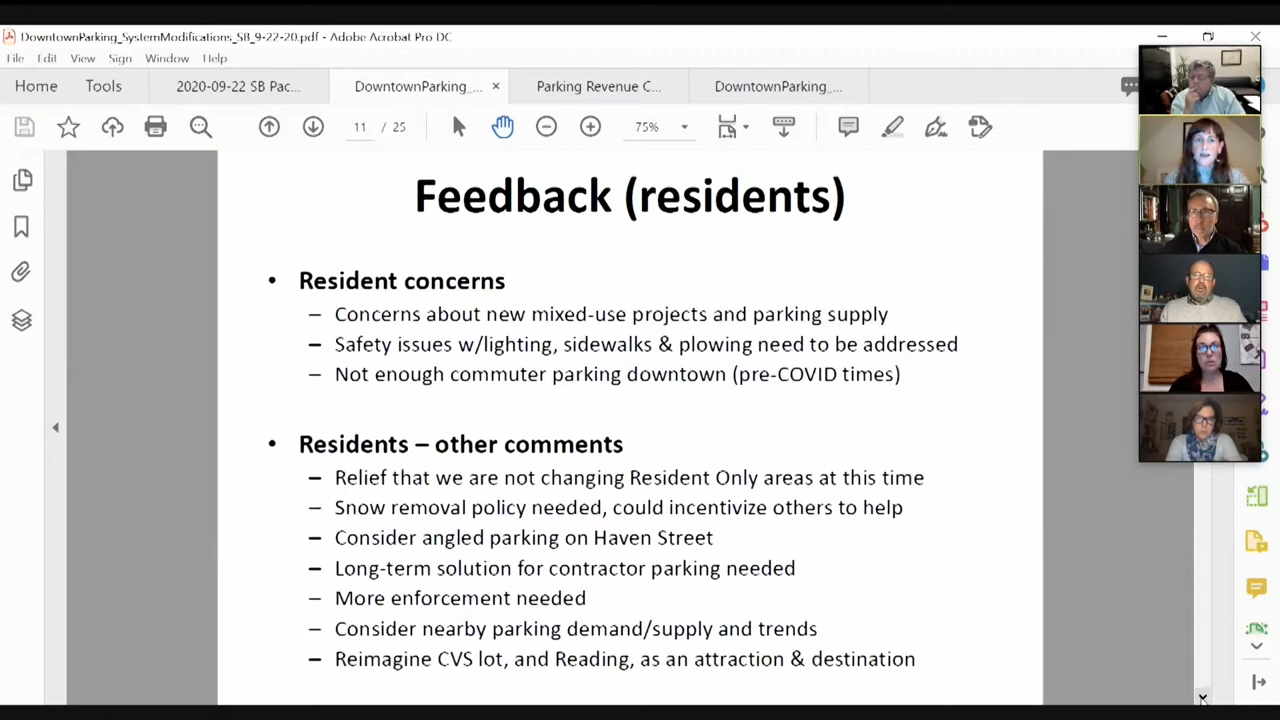 DowntownParking_SystemModifications_SB_9-22-20.pdf - Adobe Acrobat Pro DC
File Edit View Sign Window Help
Home Tools 2020-09-22 SB Pac... DowntownParking_... Parking Revenue C... DowntownParking_...
11 / 25 75%
Feedback (residents)
• Resident concerns
– Concerns about new mixed-use projects and parking supply
– Safety issues w/lighting, sidewalks & plowing need to be addressed
– Not enough commuter parking downtown (pre-COVID times)
• Residents – other comments
– Relief that we are not changing Resident Only areas at this time
– Snow removal policy needed, could incentivize others to help
– Consider angled parking on Haven Street
– Long-term solution for contractor parking needed
– More enforcement needed
– Consider nearby parking demand/supply and trends
– Reimagine CVS lot, and Reading, as an attraction & destination